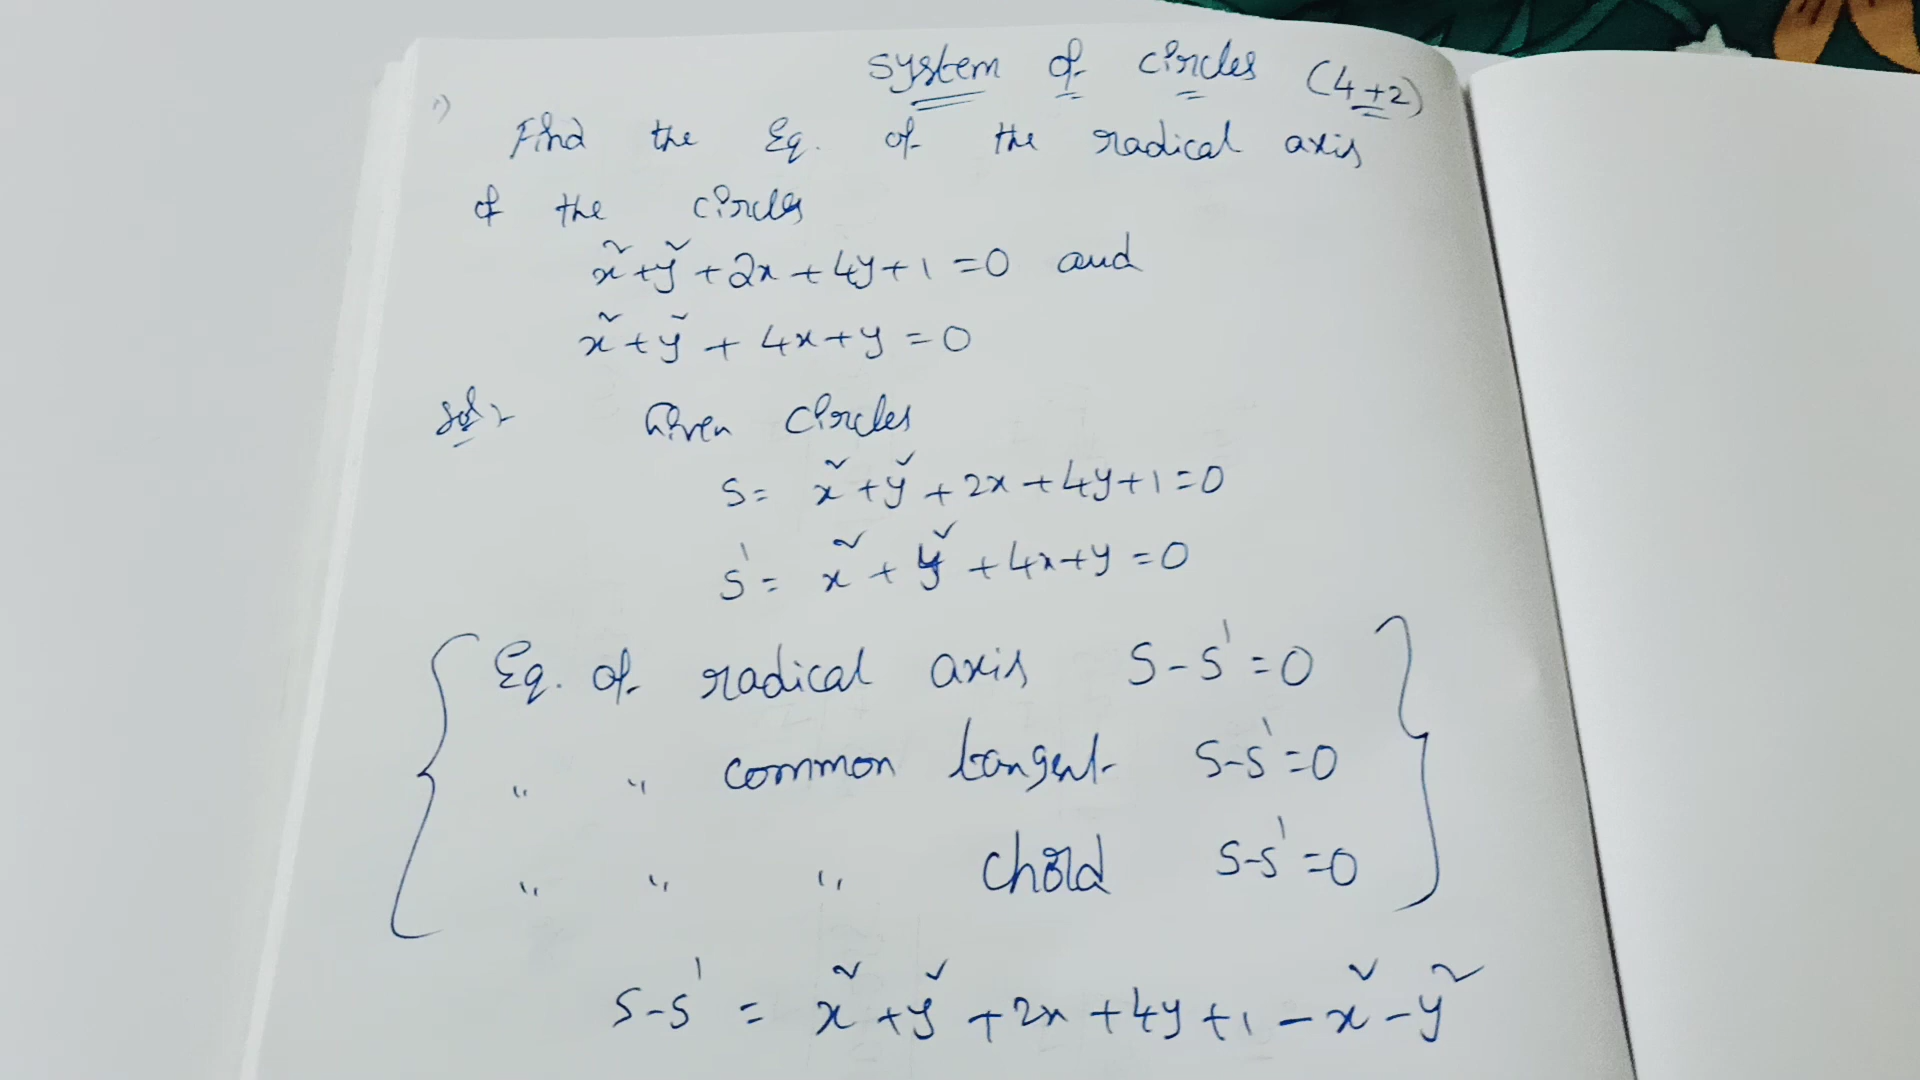 System of circles (4+2)
1) Find the Eq. of the radical axis
of the circles
x²+y²+2x+4y+1=0 and
x²+y²+4x+y=0
Sol:- Given circles
S= x²+y²+2x+4y+1=0
S'= x²+y²+4x+y=0
Eq. of radical axis S-S'=0
" " common tangent S-S'=0
" " " chord S-S'=0
S-S' = x²+y²+2x+4y+1-x²-y²